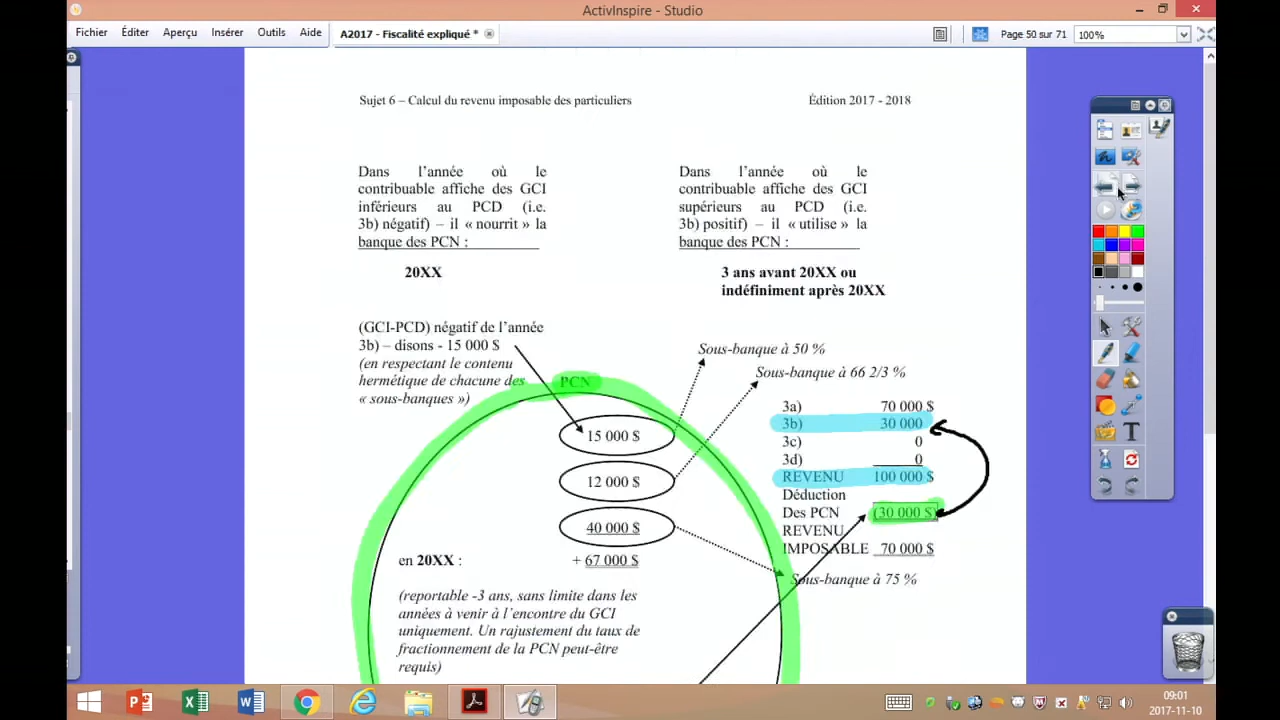 ActivInspire - Studio
Fichier Éditer Aperçu Insérer Outils Aide
A2017 - Fiscalité expliqué *
Page 50 sur 71
100%
Sujet 6 – Calcul du revenu imposable des particuliers
Édition 2017 - 2018
Dans l’année où le
contribuable affiche des GCI
inférieurs au PCD (i.e.
3b) négatif) – il « nourrit » la
banque des PCN :
20XX
Dans l’année où le
contribuable affiche des GCI
supérieurs au PCD (i.e.
3b) positif) – il « utilise » la
banque des PCN :
3 ans avant 20XX ou
indéfiniment après 20XX
(GCI-PCD) négatif de l’année
3b) – disons - 15 000 $
(en respectant le contenu
hermétique de chacune des
« sous-banques »)
PCN
Sous-banque à 50 %
Sous-banque à 66 2/3 %
15 000 $
12 000 $
40 000 $
en 20XX :
+ 67 000 $
(reportable -3 ans, sans limite dans les
années à venir à l’encontre du GCI
uniquement. Un rajustement du taux de
fractionnement de la PCN peut-être
requis)
3a) 70 000 $
3b) 30 000
3c) 0
3d) 0
REVENU 100 000 $
Déduction
Des PCN (30 000 $)
REVENU
IMPOSABLE 70 000 $
Sous-banque à 75 %
09:01
2017-11-10